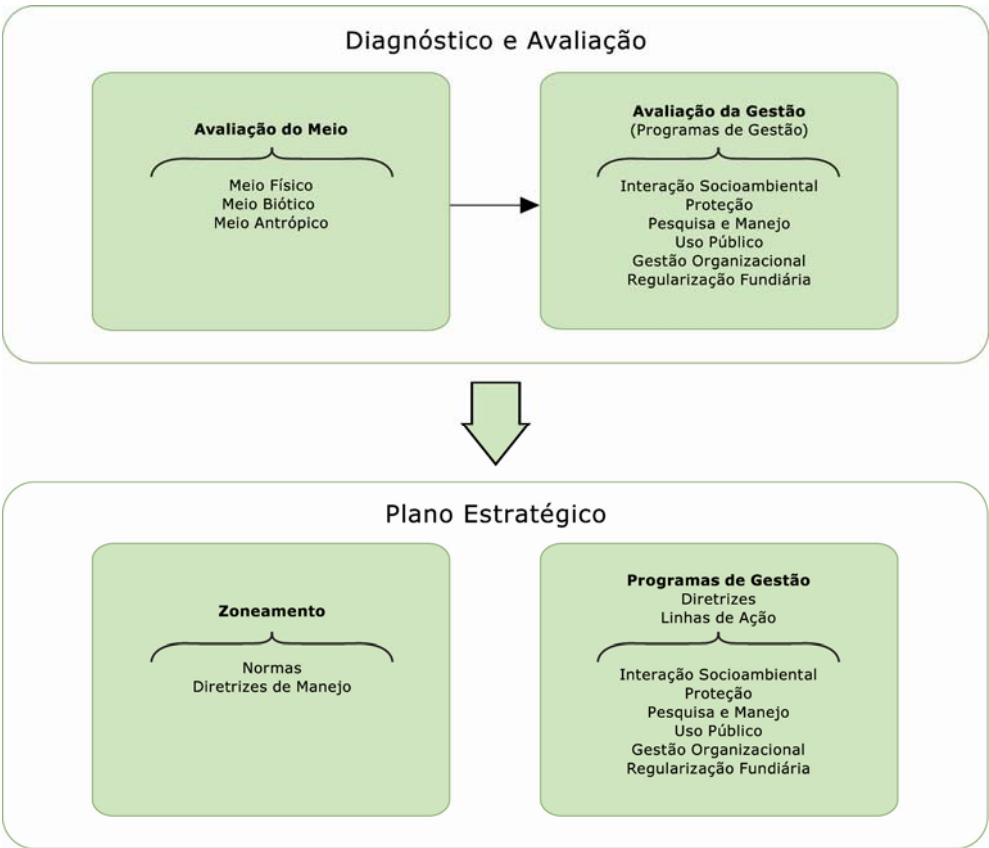 Diagnóstico e Avaliação
Avaliação do Meio
Meio Físico
Meio Biótico
Meio Antrópico
Avaliação da Gestão
(Programas de Gestão)
Interação Socioambiental
Proteção
Pesquisa e Manejo
Uso Público
Gestão Organizacional
Regularização Fundiária
Plano Estratégico
Zoneamento
Normas
Diretrizes de Manejo
Programas de Gestão
Diretrizes
Linhas de Ação
Interação Socioambiental
Proteção
Pesquisa e Manejo
Uso Público
Gestão Organizacional
Regularização Fundiária